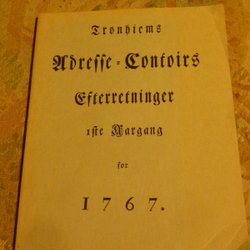 Tronhiems
Adresse-Contoirs
Efterretninger
1ste Aargang
for
1767.